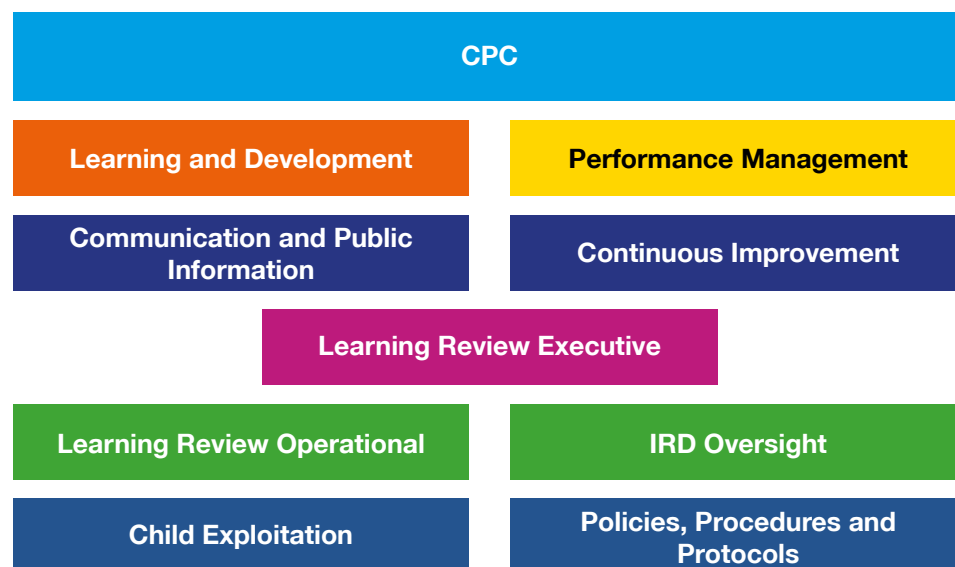 CPC
Learning and Development
Performance Management
Communication and Public
Information
Continuous Improvement
Learning Review Executive
Learning Review Operational
IRD Oversight
Child Exploitation
Policies, Procedures and
Protocols